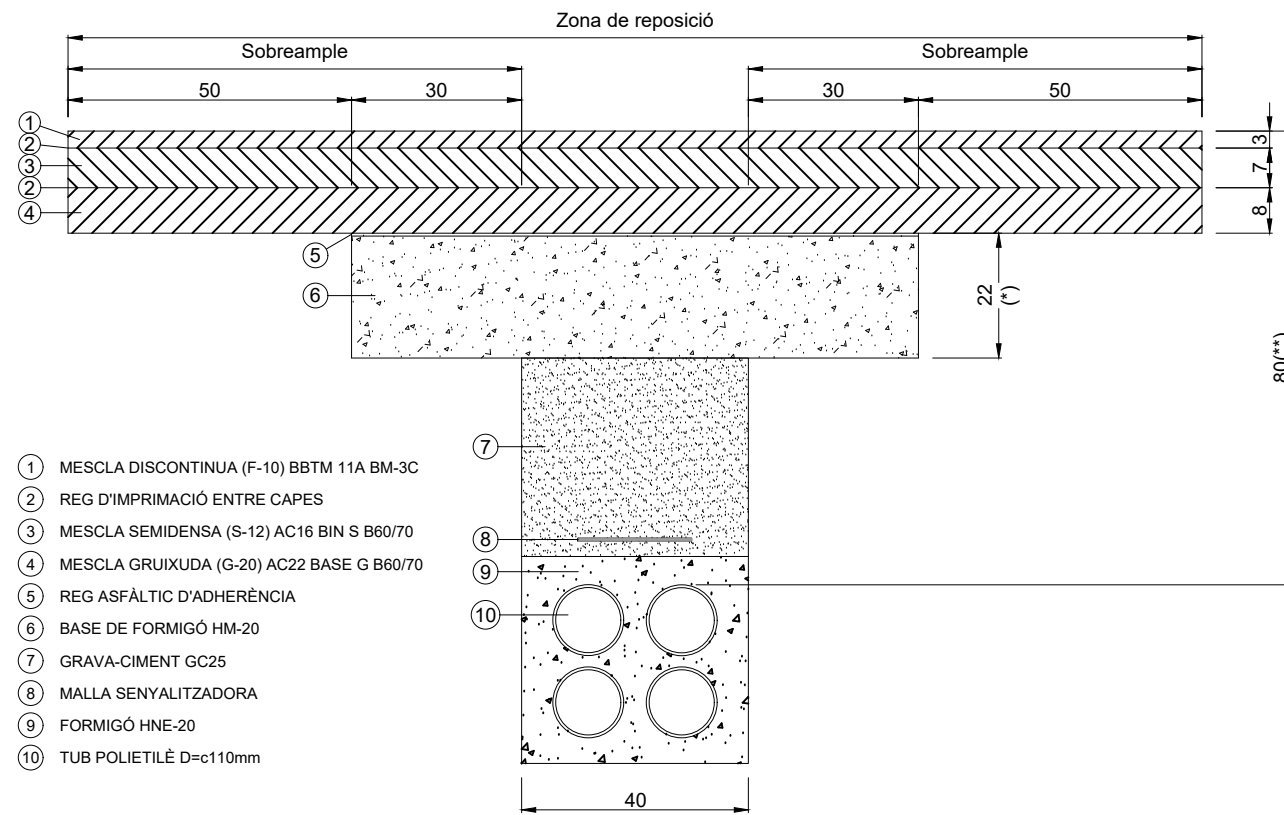 Zona de reposició
Sobreample
Sobreample
50
30
30
50
1
2
3
2
4
3
7
8
5
6
22
(*)
80(**)
7
8
9
10
1 MESCLA DISCONTINUA (F-10) BBTM 11A BM-3C
2 REG D'IMPRIMACIÓ ENTRE CAPES
3 MESCLA SEMIDENSA (S-12) AC16 BIN S B60/70
4 MESCLA GRUIXUDA (G-20) AC22 BASE G B60/70
5 REG ASFÀLTIC D'ADHERÈNCIA
6 BASE DE FORMIGÓ HM-20
7 GRAVA-CIMENT GC25
8 MALLA SENYALITZADORA
9 FORMIGÓ HNE-20
10 TUB POLIETILÈ D=c110mm
40